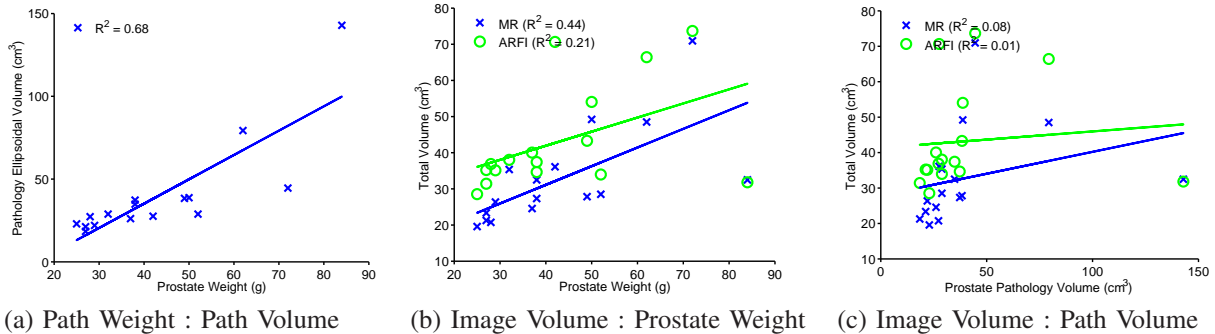 150
100
50
0
20
30
40
50
60
70
80
90
Pathology Ellipsoidal Volume (cm³)
Prostate Weight (g)
R² = 0.68
(a) Path Weight : Path Volume
80
70
60
50
40
30
20
10
20
30
40
50
60
70
80
90
Total Volume (cm³)
Prostate Weight (g)
MR (R² = 0.44)
ARFI (R² = 0.21)
(b) Image Volume : Prostate Weight
80
70
60
50
40
30
20
10
0
50
100
150
Total Volume (cm³)
Prostate Pathology Volume (cm³)
MR (R² = 0.08)
ARFI (R² = 0.01)
(c) Image Volume : Path Volume